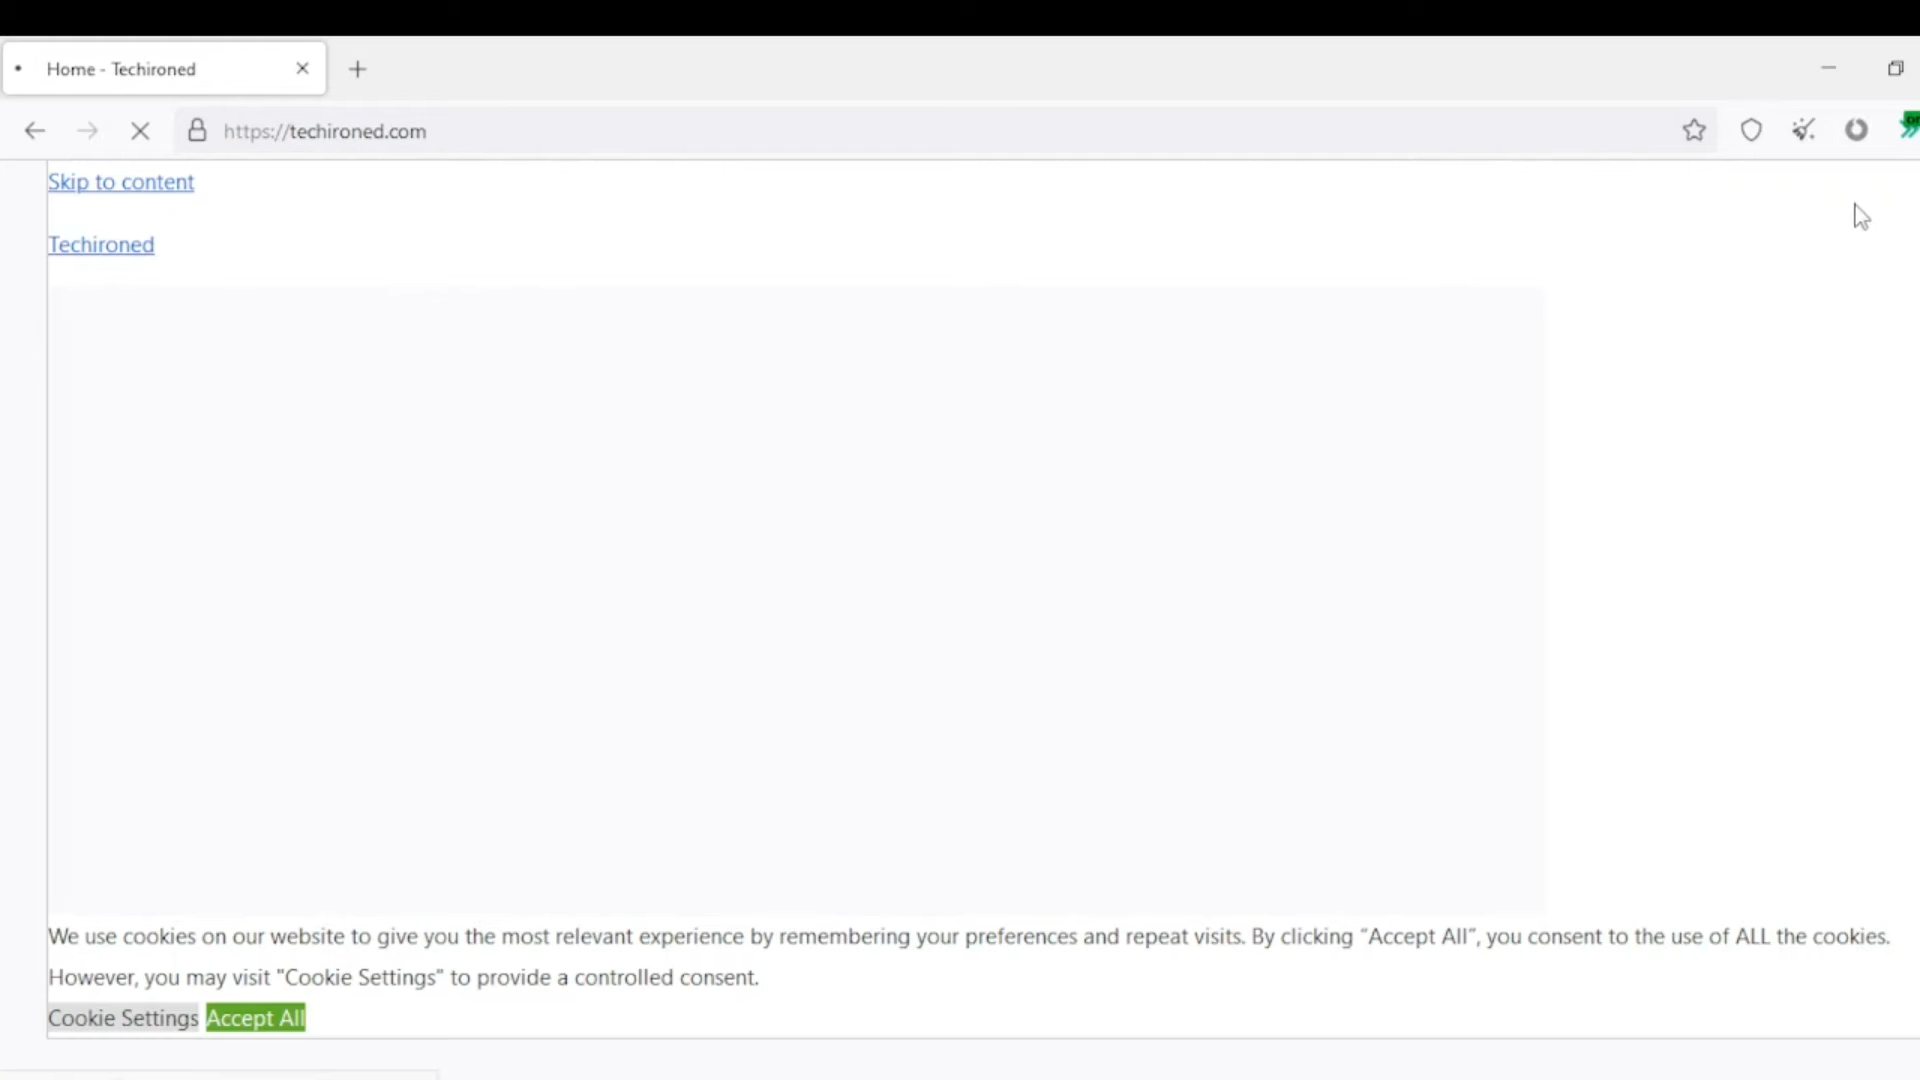 Home - Techironed
https://techironed.com
Skip to content
Techironed
We use cookies on our website to give you the most relevant experience by remembering your preferences and repeat visits. By clicking “Accept All”, you consent to the use of ALL the cookies.
However, you may visit "Cookie Settings" to provide a controlled consent.
Cookie Settings Accept All